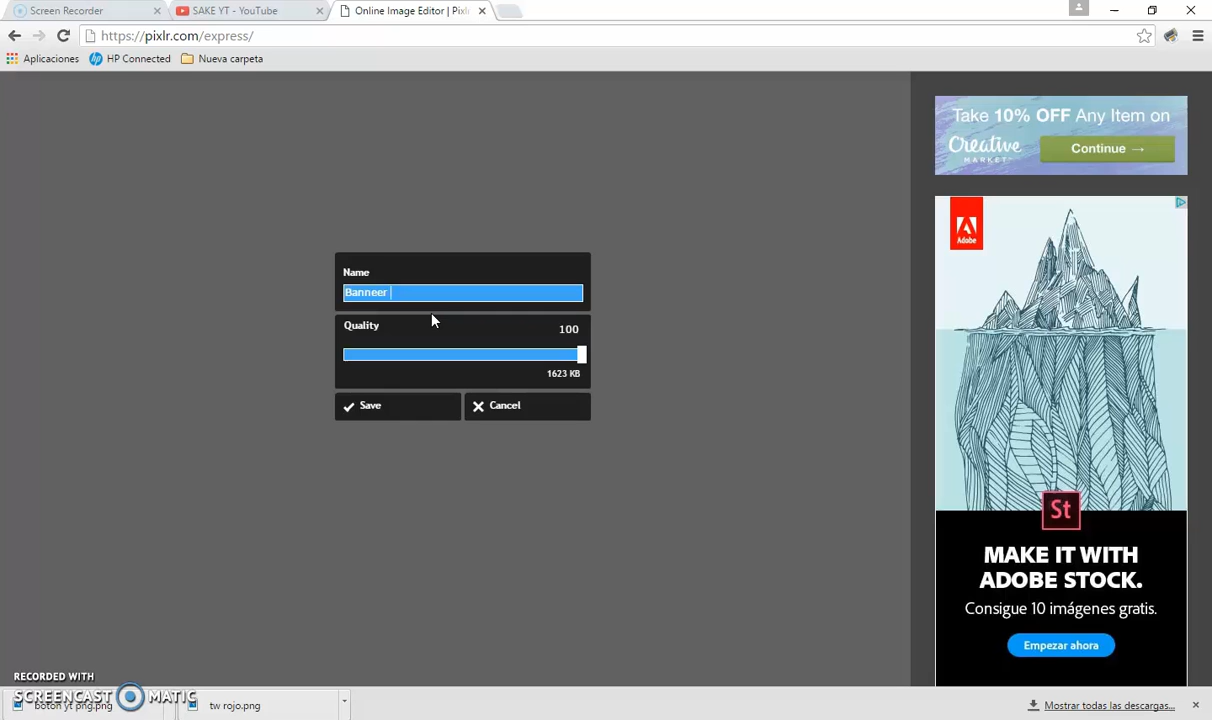 Screen Recorder
SAKE YT - YouTube
Online Image Editor | Pixlr
https://pixlr.com/express/
Aplicaciones
HP Connected
Nueva carpeta
Take 10% OFF Any Item on
Creative
MARKET
Continue →
Adobe
Name
Banneer
Quality
100
1623 KB
Save
Cancel
St
MAKE IT WITH
ADOBE STOCK.
Consigue 10 imágenes gratis.
Empezar ahora
RECORDED WITH
SCREENCAST MATIC
boton yt png.png
tw rojo.png
Mostrar todas las descargas...